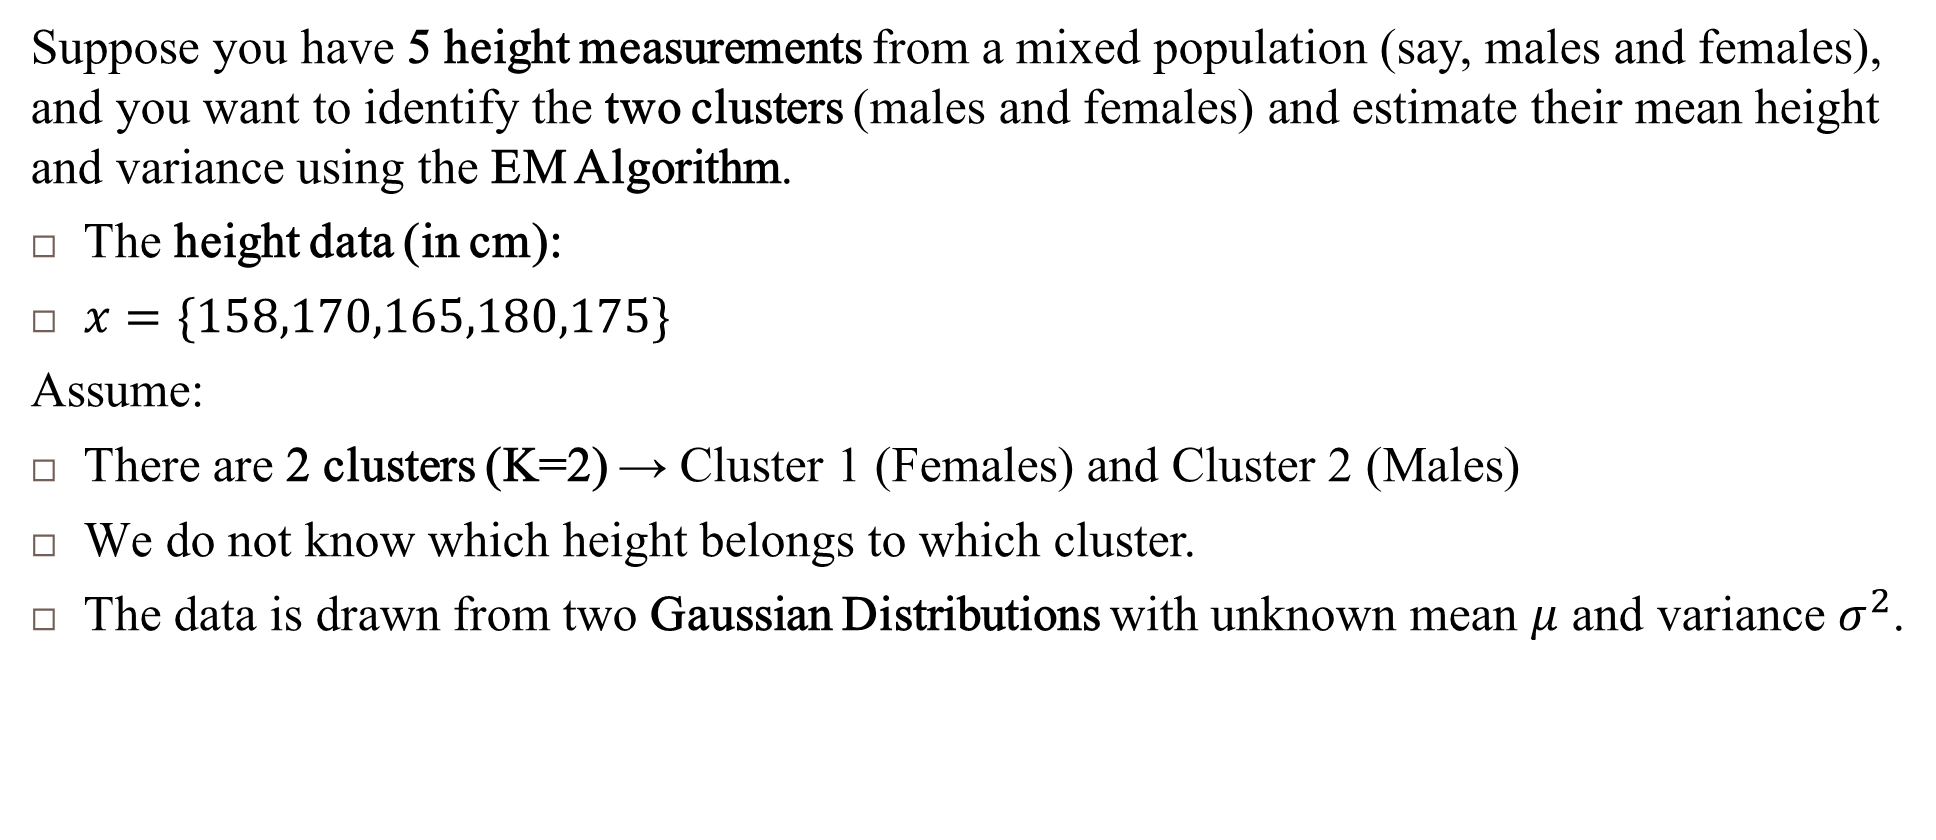 Suppose you have 5 height measurements from a mixed population (say, males and females),
and you want to identify the two clusters (males and females) and estimate their mean height
and variance using the EM Algorithm.
□ The height data (in cm):
□ x = {158,170,165,180,175}
Assume:
□ There are 2 clusters (K=2) → Cluster 1 (Females) and Cluster 2 (Males)
□ We do not know which height belongs to which cluster.
□ The data is drawn from two Gaussian Distributions with unknown mean μ and variance σ².